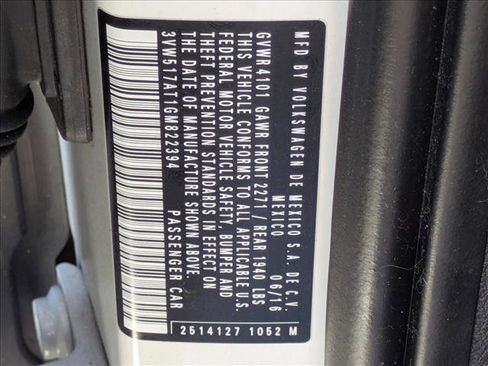 MFD BY VOLKSWAGEN DE MEXICO S.A. DE C.V.
MEXICO 06/16
GVWR 4101 GAWR FRONT 2271 / REAR 1940 LBS
THIS VEHICLE CONFORMS TO ALL APPLICABLE U.S.
FEDERAL MOTOR VEHICLE SAFETY, BUMPER AND
THEFT PREVENTION STANDARDS IN EFFECT ON
THE DATE OF MANUFACTURE SHOWN ABOVE.
3VW517AT1GM822394 PASSENGER CAR
2514127 1052 M